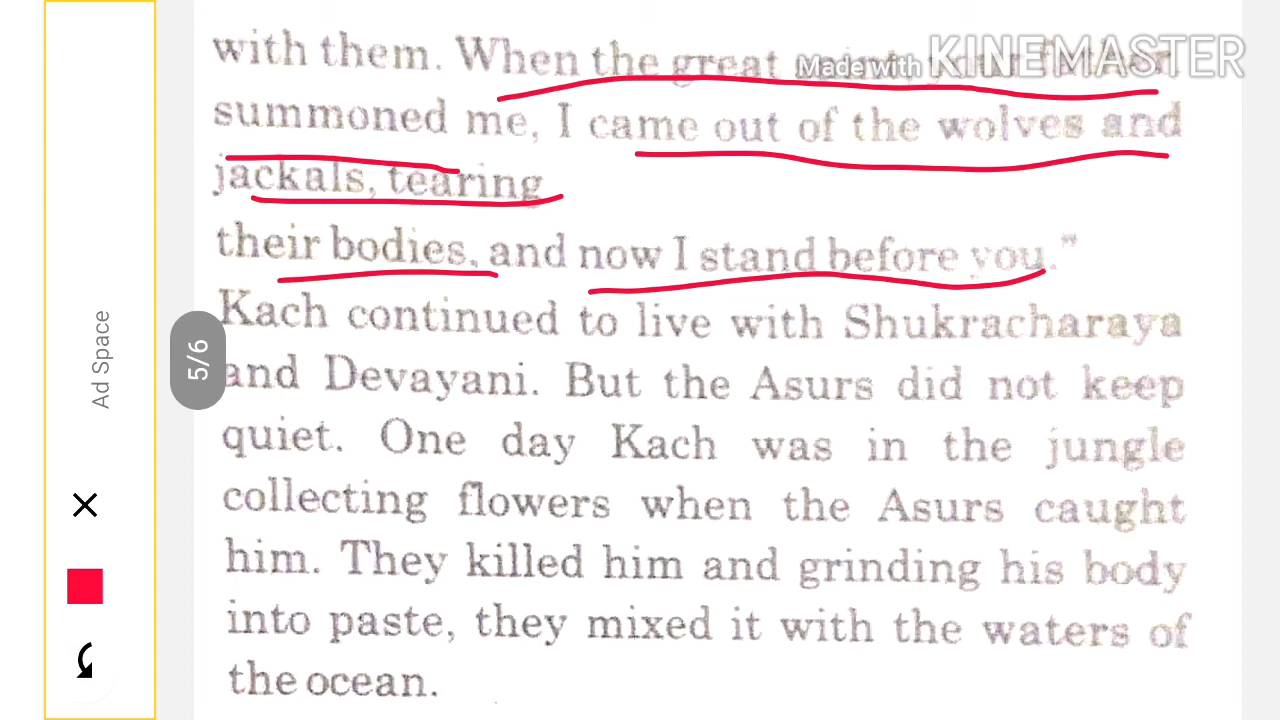 with them. When the great
Made with KINEMASTER
summoned me, I came out of the wolves and
jackals, tearing
their bodies, and now I stand before you."
Kach continued to live with Shukracharaya
and Devayani. But the Asurs did not keep
quiet. One day Kach was in the jungle
collecting flowers when the Asurs caught
him. They killed him and grinding his body
into paste, they mixed it with the waters of
the ocean.
Ad Space
5/6